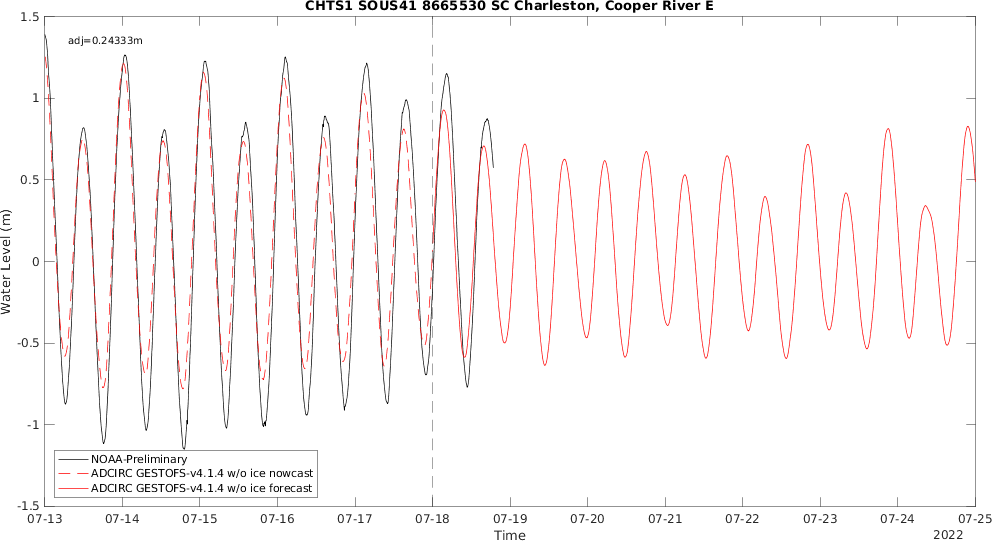 CHTS1 SOUS41 8665530 SC Charleston, Cooper River E
adj=0.24333m
1.5
1
0.5
0
-0.5
-1
-1.5
Water Level (m)
NOAA-Preliminary
ADCIRC GESTOFS-v4.1.4 w/o ice nowcast
ADCIRC GESTOFS-v4.1.4 w/o ice forecast
07-13 07-14 07-15 07-16 07-17 07-18 07-19 07-20 07-21 07-22 07-23 07-24 07-25
Time
2022